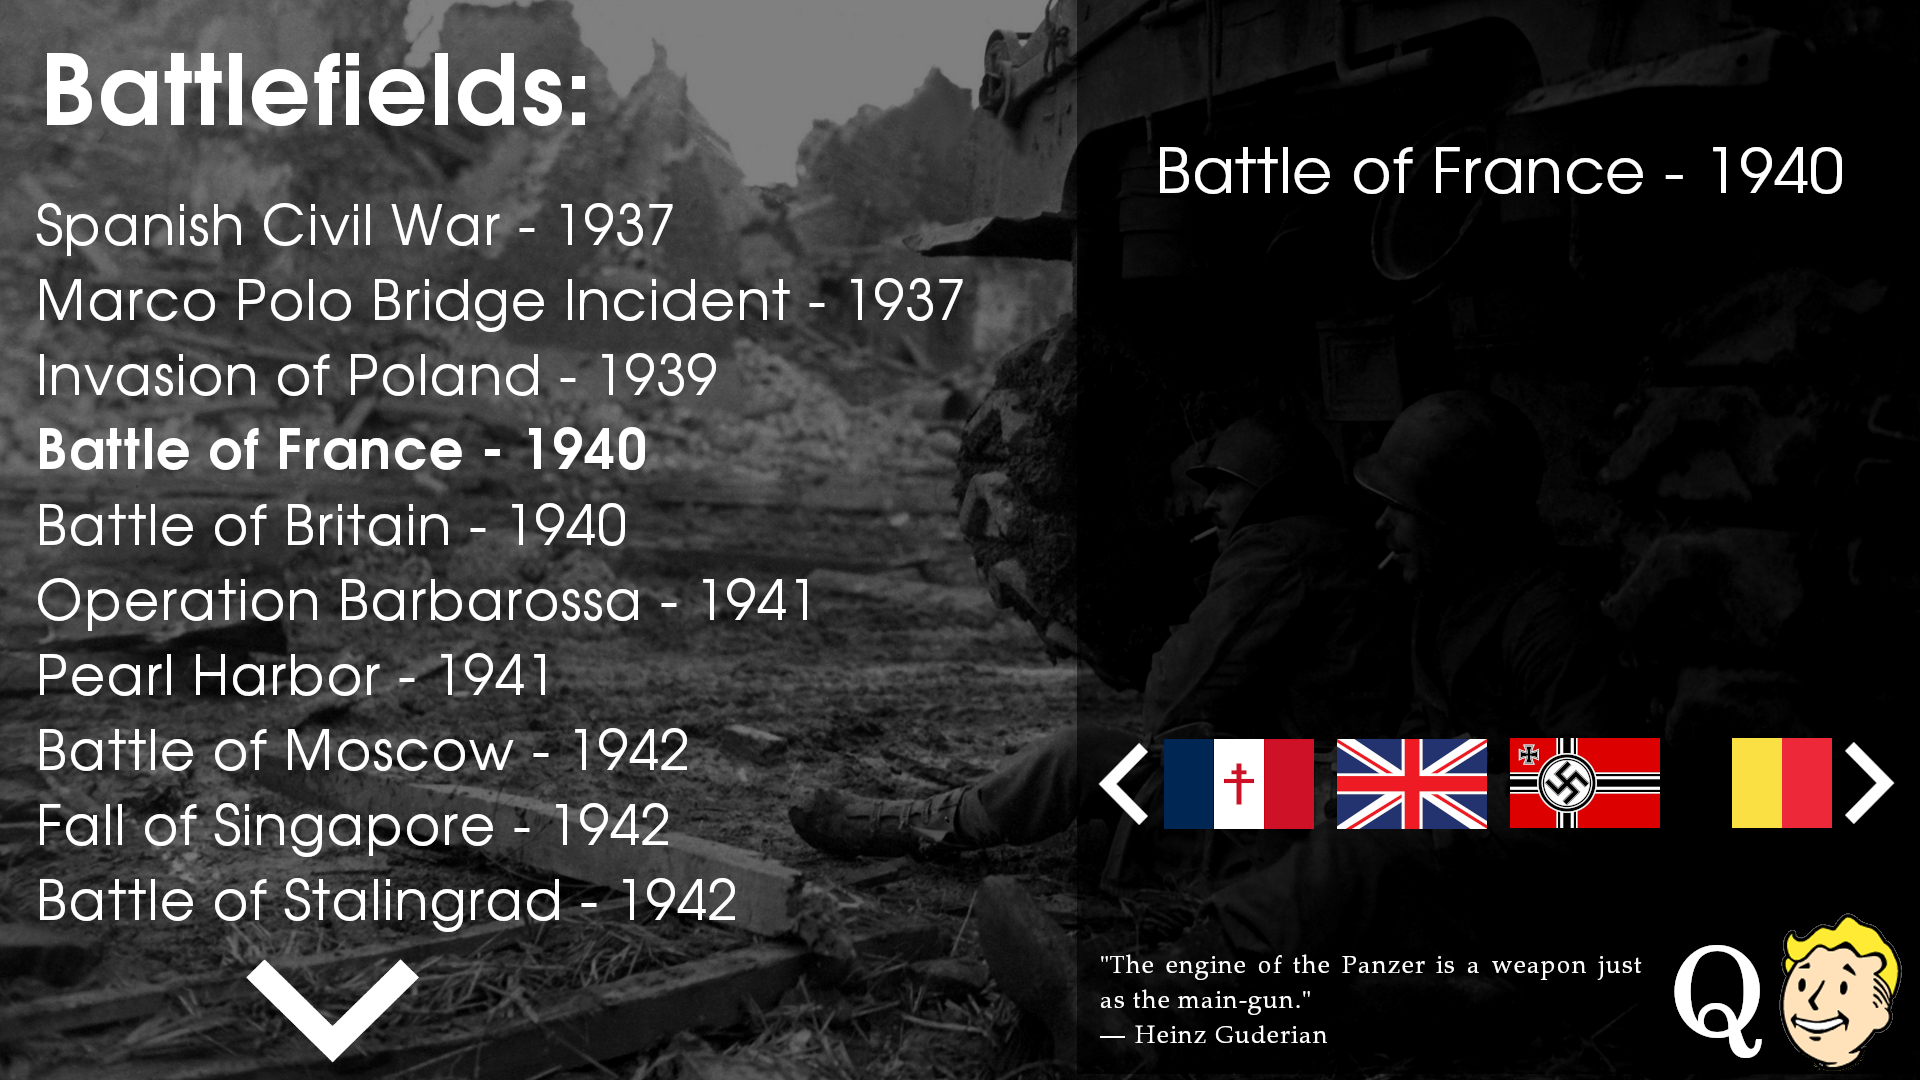 Battlefields:
Spanish Civil War - 1937
Marco Polo Bridge Incident - 1937
Invasion of Poland - 1939
Battle of France - 1940
Battle of Britain - 1940
Operation Barbarossa - 1941
Pearl Harbor - 1941
Battle of Moscow - 1942
Fall of Singapore - 1942
Battle of Stalingrad - 1942
Battle of France - 1940
"The engine of the Panzer is a weapon just
as the main-gun."
— Heinz Guderian
Q